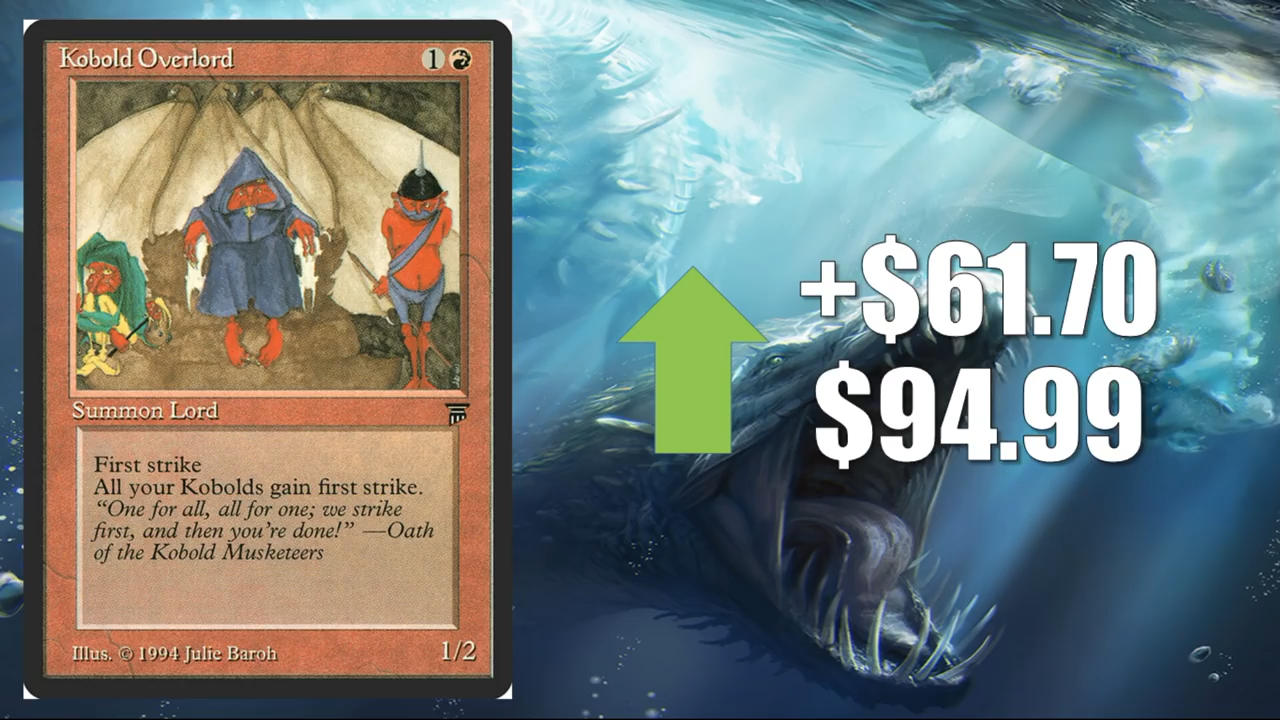 Kobold Overlord 1
Summon Lord
First strike
All your Kobolds gain first strike.
“One for all, all for one; we strike
first, and then you’re done!” —Oath
of the Kobold Musketeers
Illus. © 1994 Julie Baroh 1/2
+$61.70
$94.99